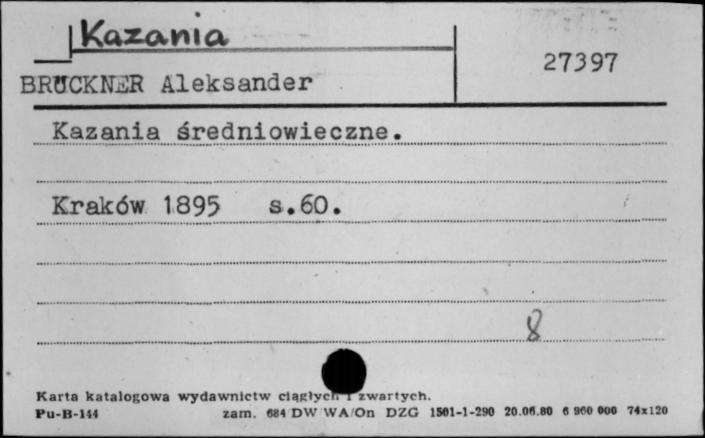 Kazania
27397
BRÜCKNER Aleksander
Kazania średniowieczne.
Kraków 1895 s.60.
8
Karta katalogowa wydawnictw ciągłych i zwartych.
Pu-B-144 zam. 684 DW WA/On DZG 1501-1-290 20.06.80 6 960 000 74x120